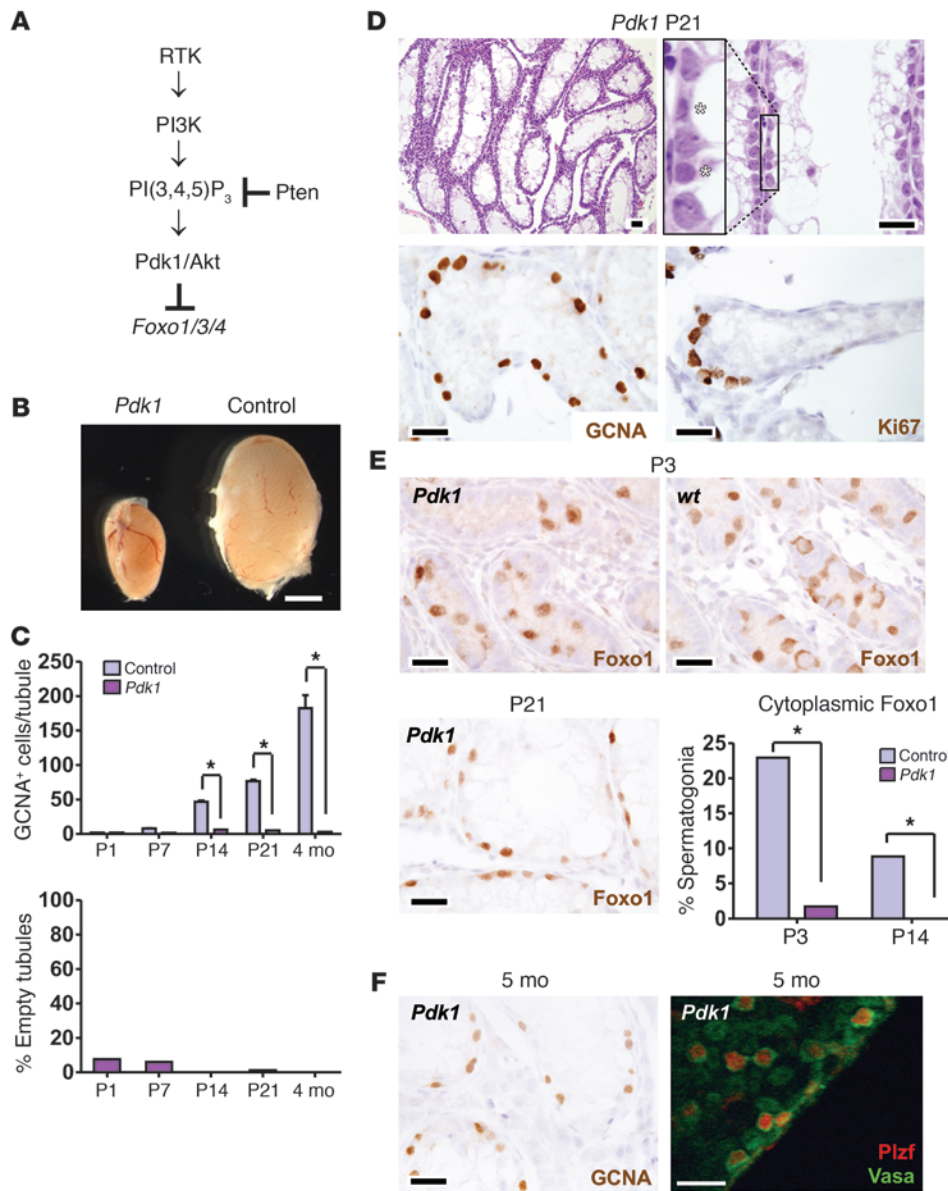 A
RTK
PI3K
PI(3,4,5)P3
Pten
Pdk1/Akt
Foxo1/3/4
B
Pdk1 Control
C
GCNA+ cells/tubule
250
200
150
100
50
0
Control
Pdk1
*
*
*
P1 P7 P14 P21 4 mo
% Empty tubules
100
80
60
40
20
0
P1 P7 P14 P21 4 mo
D
Pdk1 P21
*
*
GCNA
Ki67
E
P3
Pdk1
Foxo1
wt
Foxo1
P21
Pdk1
Foxo1
Cytoplasmic Foxo1
% Spermatogonia
25
20
15
10
5
0
Contro
Pdk1
*
*
P3 P14
F
5 mo
Pdk1
GCNA
5 mo
Pdk1
Plzf
Vasa